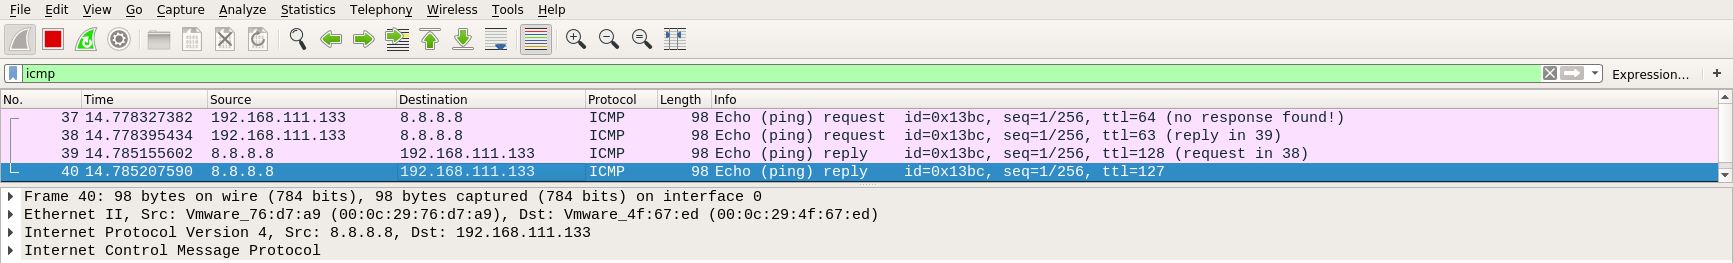 File Edit View Go Capture Analyze Statistics Telephony Wireless Tools Help
icmp Expression... +
No. Time Source Destination Protocol Length Info
37 14.778327382 192.168.111.133 8.8.8.8 ICMP 98 Echo (ping) request id=0x13bc, seq=1/256, ttl=64 (no response found!)
38 14.778395434 192.168.111.133 8.8.8.8 ICMP 98 Echo (ping) request id=0x13bc, seq=1/256, ttl=63 (reply in 39)
39 14.785155602 8.8.8.8 192.168.111.133 ICMP 98 Echo (ping) reply id=0x13bc, seq=1/256, ttl=128 (request in 38)
40 14.785207590 8.8.8.8 192.168.111.133 ICMP 98 Echo (ping) reply id=0x13bc, seq=1/256, ttl=127
Frame 40: 98 bytes on wire (784 bits), 98 bytes captured (784 bits) on interface 0
Ethernet II, Src: Vmware_76:d7:a9 (00:0c:29:76:d7:a9), Dst: Vmware_4f:67:ed (00:0c:29:4f:67:ed)
Internet Protocol Version 4, Src: 8.8.8.8, Dst: 192.168.111.133
Internet Control Message Protocol